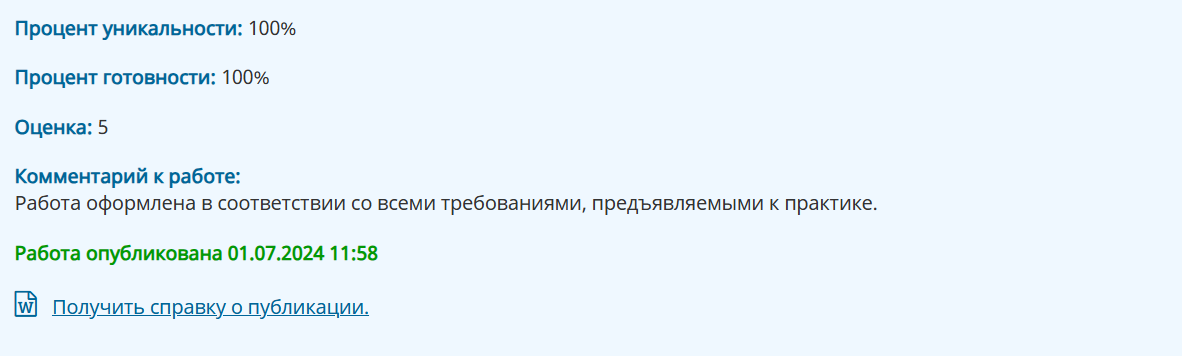 Процент уникальности: 100%
Процент готовности: 100%
Оценка: 5
Комментарий к работе:
Работа оформлена в соответствии со всеми требованиями, предъявляемыми к практике.
Работа опубликована 01.07.2024 11:58
W Получить справку о публикации.